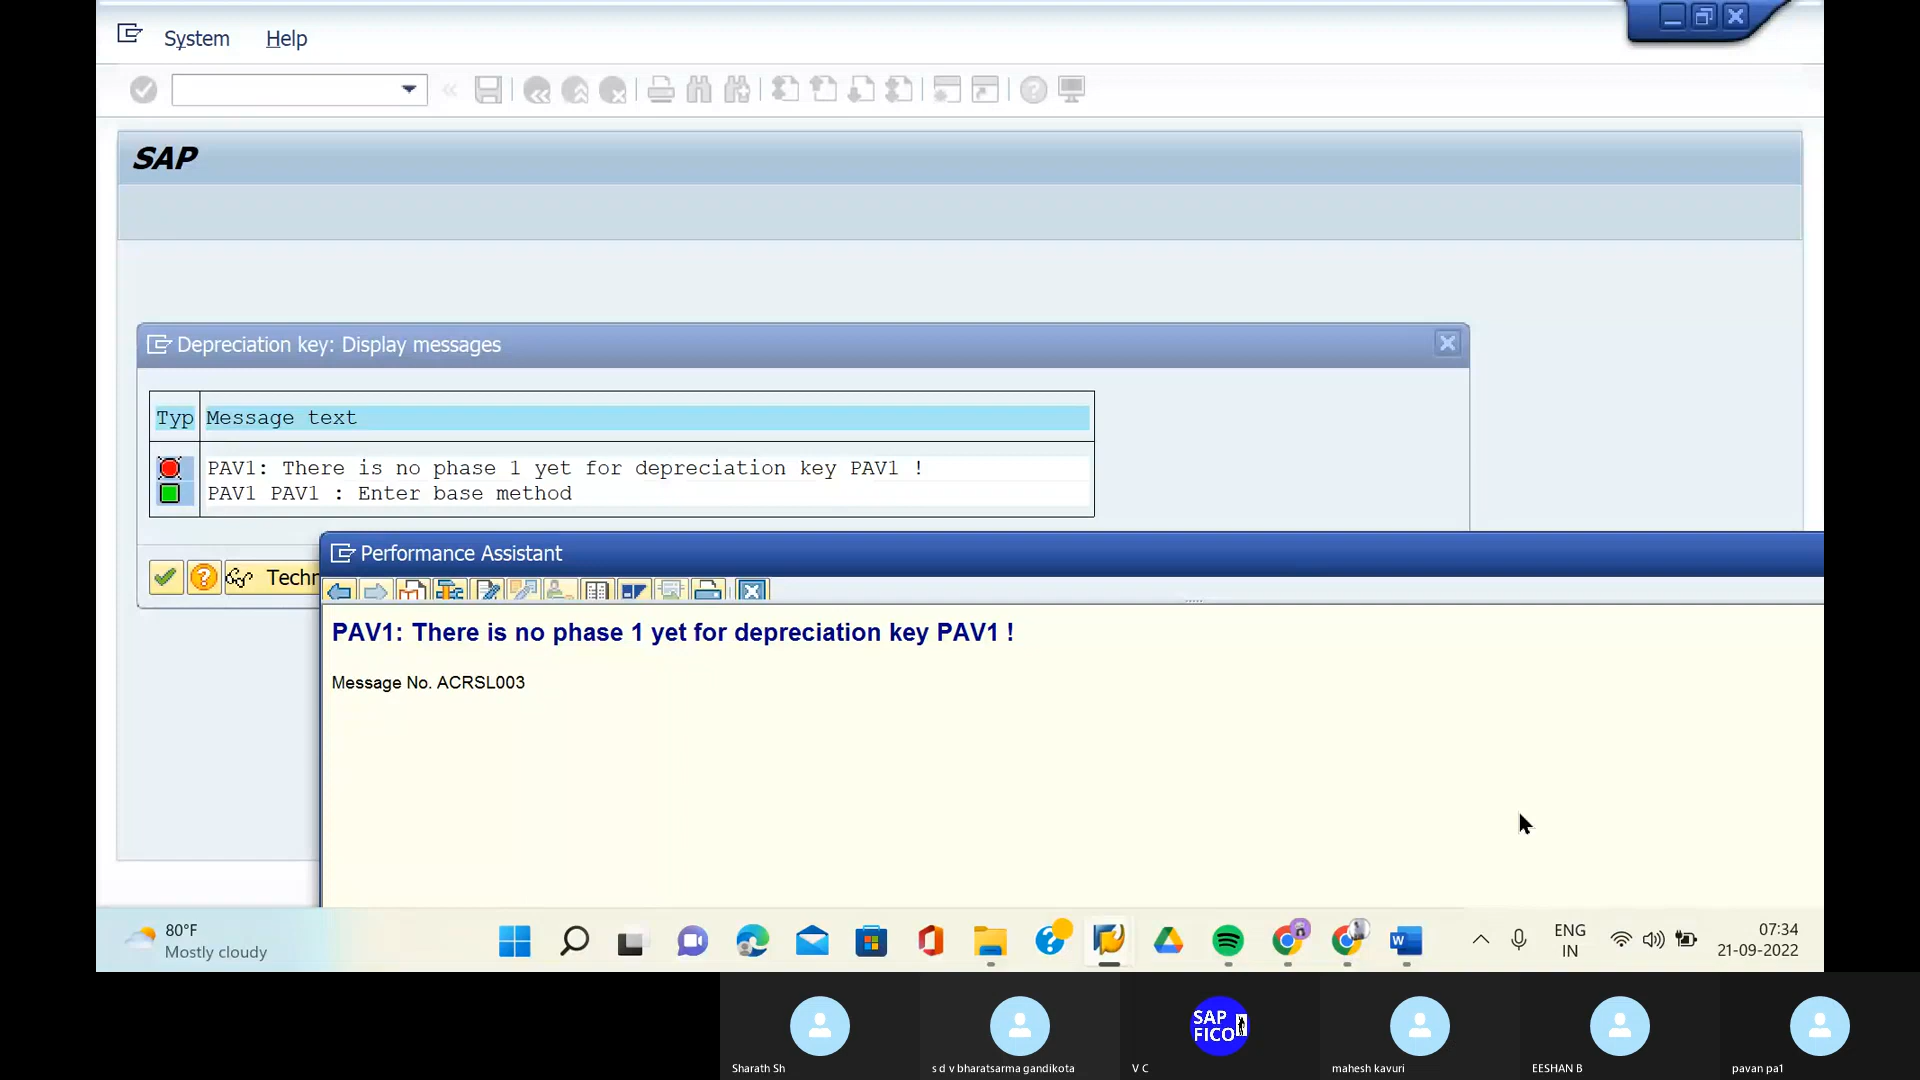 System Help
SAP
Depreciation key: Display messages
Typ Message text
PAV1: There is no phase 1 yet for depreciation key PAV1 !
PAV1 PAV1 : Enter base method
Techn
Performance Assistant
PAV1: There is no phase 1 yet for depreciation key PAV1 !
Message No. ACRSL003
80°F
Mostly cloudy
ENG
IN
07:34
21-09-2022
SAP
FICO
Sharath Sh
s d v bharatsarma gandikota
V C
mahesh kavuri
EESHAN B
pavan pa1